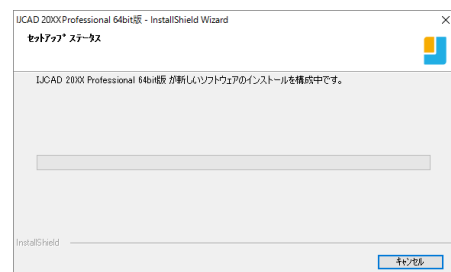 IJCAD 20XXProfessional 64bit版 - InstallShield Wizard
セットアップ ステータス
IJCAD 20XX Professional 64bit版 が新しいソフトウェアのインストールを構成中です。
InstallShield
キャンセル